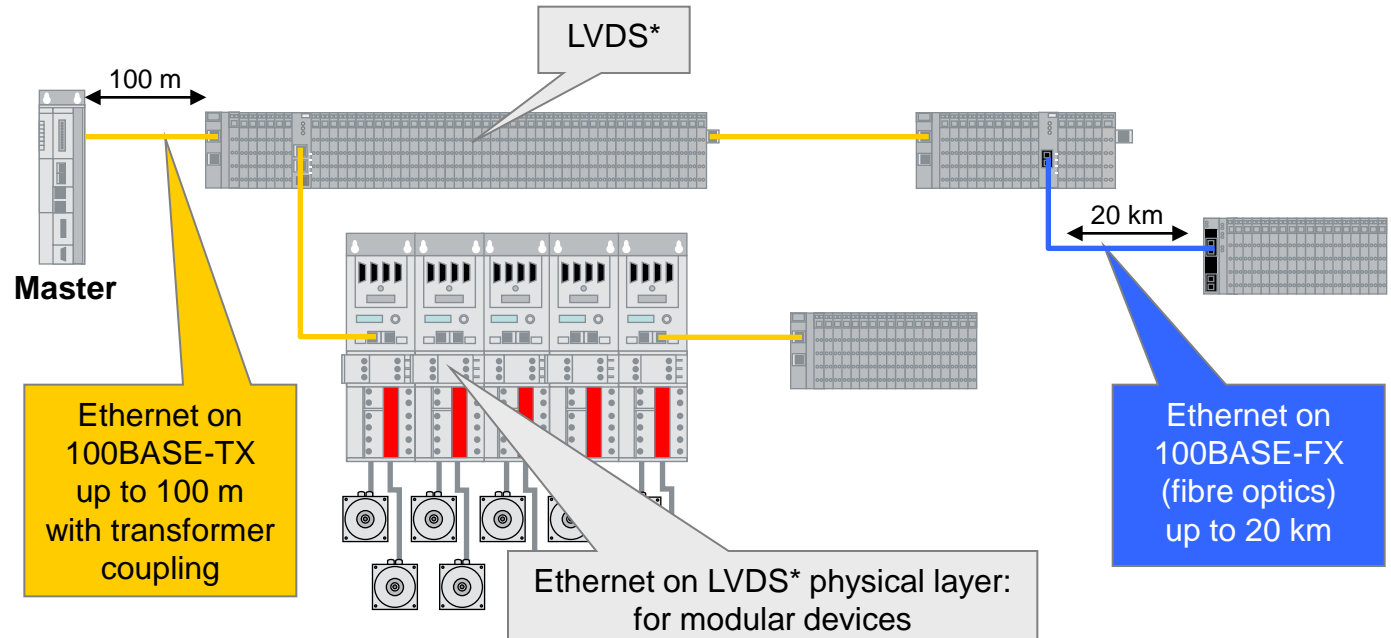 LVDS*
100 m
20 km
Master
Ethernet on
100BASE-TX
up to 100 m
with transformer
coupling
Ethernet on
100BASE-FX
(fibre optics)
up to 20 km
Ethernet on LVDS* physical layer:
for modular devices